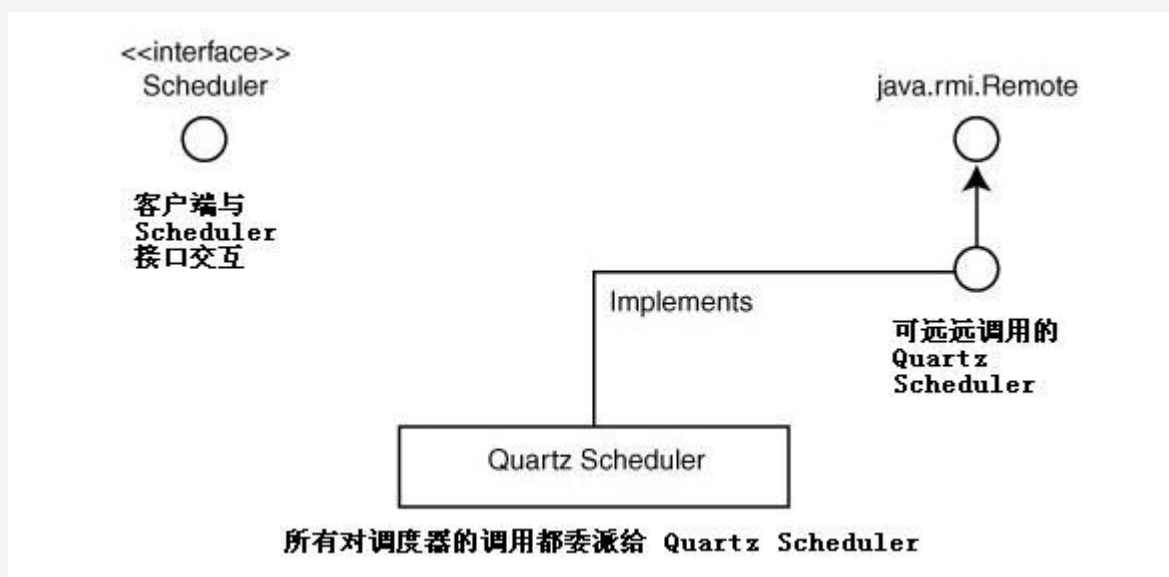 <<interface>>
Scheduler
java.rmi.Remote
客户端与
Scheduler
接口交互
Implements
可远远调用的
Quartz
Scheduler
Quartz Scheduler
所有对调度器的调用都委派给 Quartz Scheduler